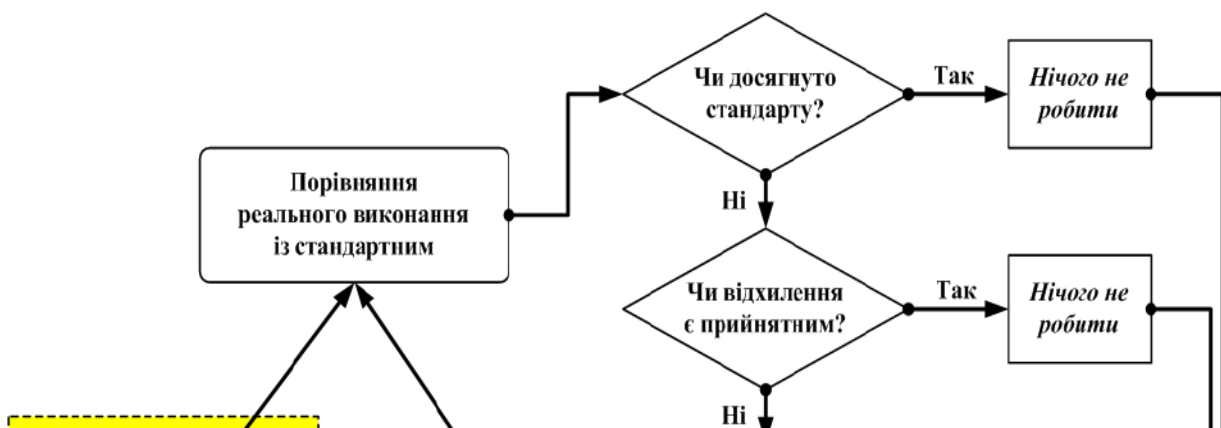 Чи досягнуто
стандарту?
Так
Нічого не
робити
Порівняння
реального виконання
із стандартним
Ні
Чи відхилення
є прийнятним?
Так
Нічого не
робити
Ні